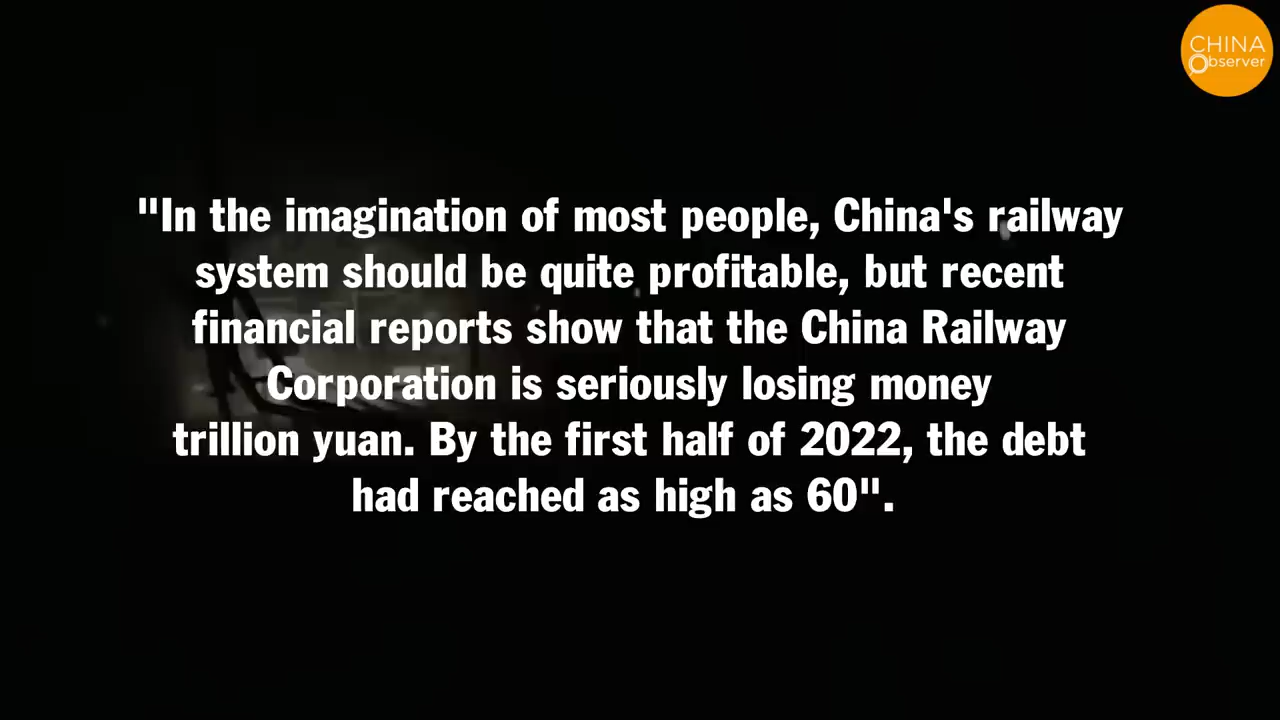 CHINA
Observer
"In the imagination of most people, China's railway
system should be quite profitable, but recent
financial reports show that the China Railway
Corporation is seriously losing money
trillion yuan. By the first half of 2022, the debt
had reached as high as 60".